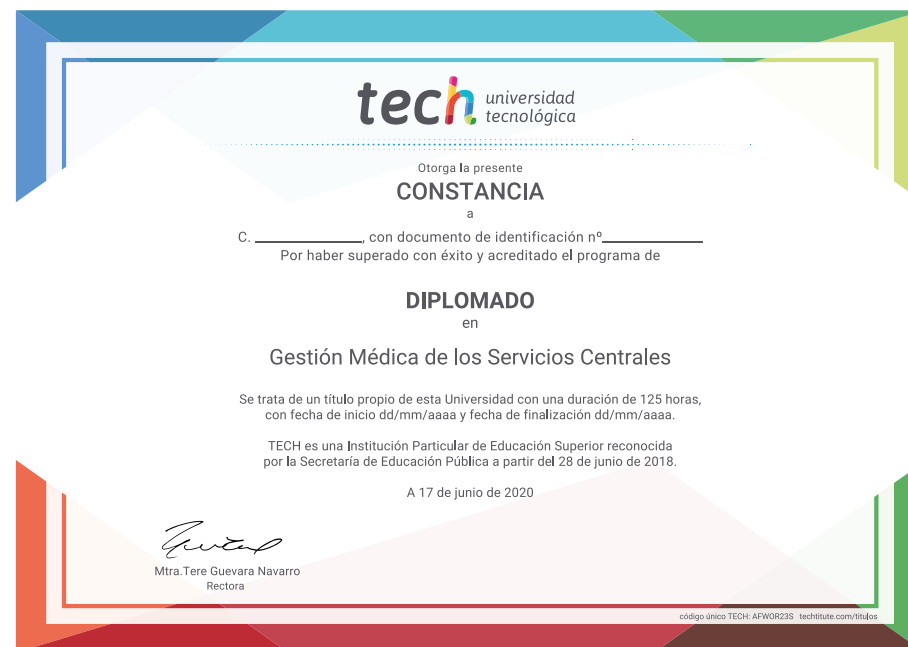 tech universidad
tecnológica
Otorga la presente
CONSTANCIA
a
C. ____________, con documento de identificación nº____________
Por haber superado con éxito y acreditado el programa de
DIPLOMADO
en
Gestión Médica de los Servicios Centrales
Se trata de un título propio de esta Universidad con una duración de 125 horas,
con fecha de inicio dd/mm/aaaa y fecha de finalización dd/mm/aaaa.
TECH es una Institución Particular de Educación Superior reconocida
por la Secretaría de Educación Pública a partir del 28 de junio de 2018.
A 17 de junio de 2020
Mtra.Tere Guevara Navarro
Rectora
código único TECH: AFWOR23S techtitute.com/titulos